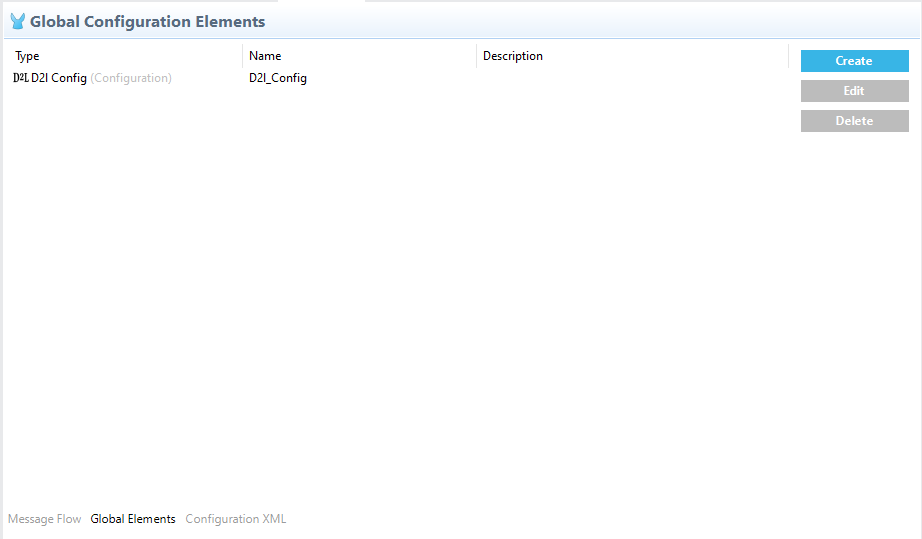 Global Configuration Elements
Type Name Description
D2L D2l Config (Configuration) D2l_Config
Create
Edit
Delete
Message Flow Global Elements Configuration XML